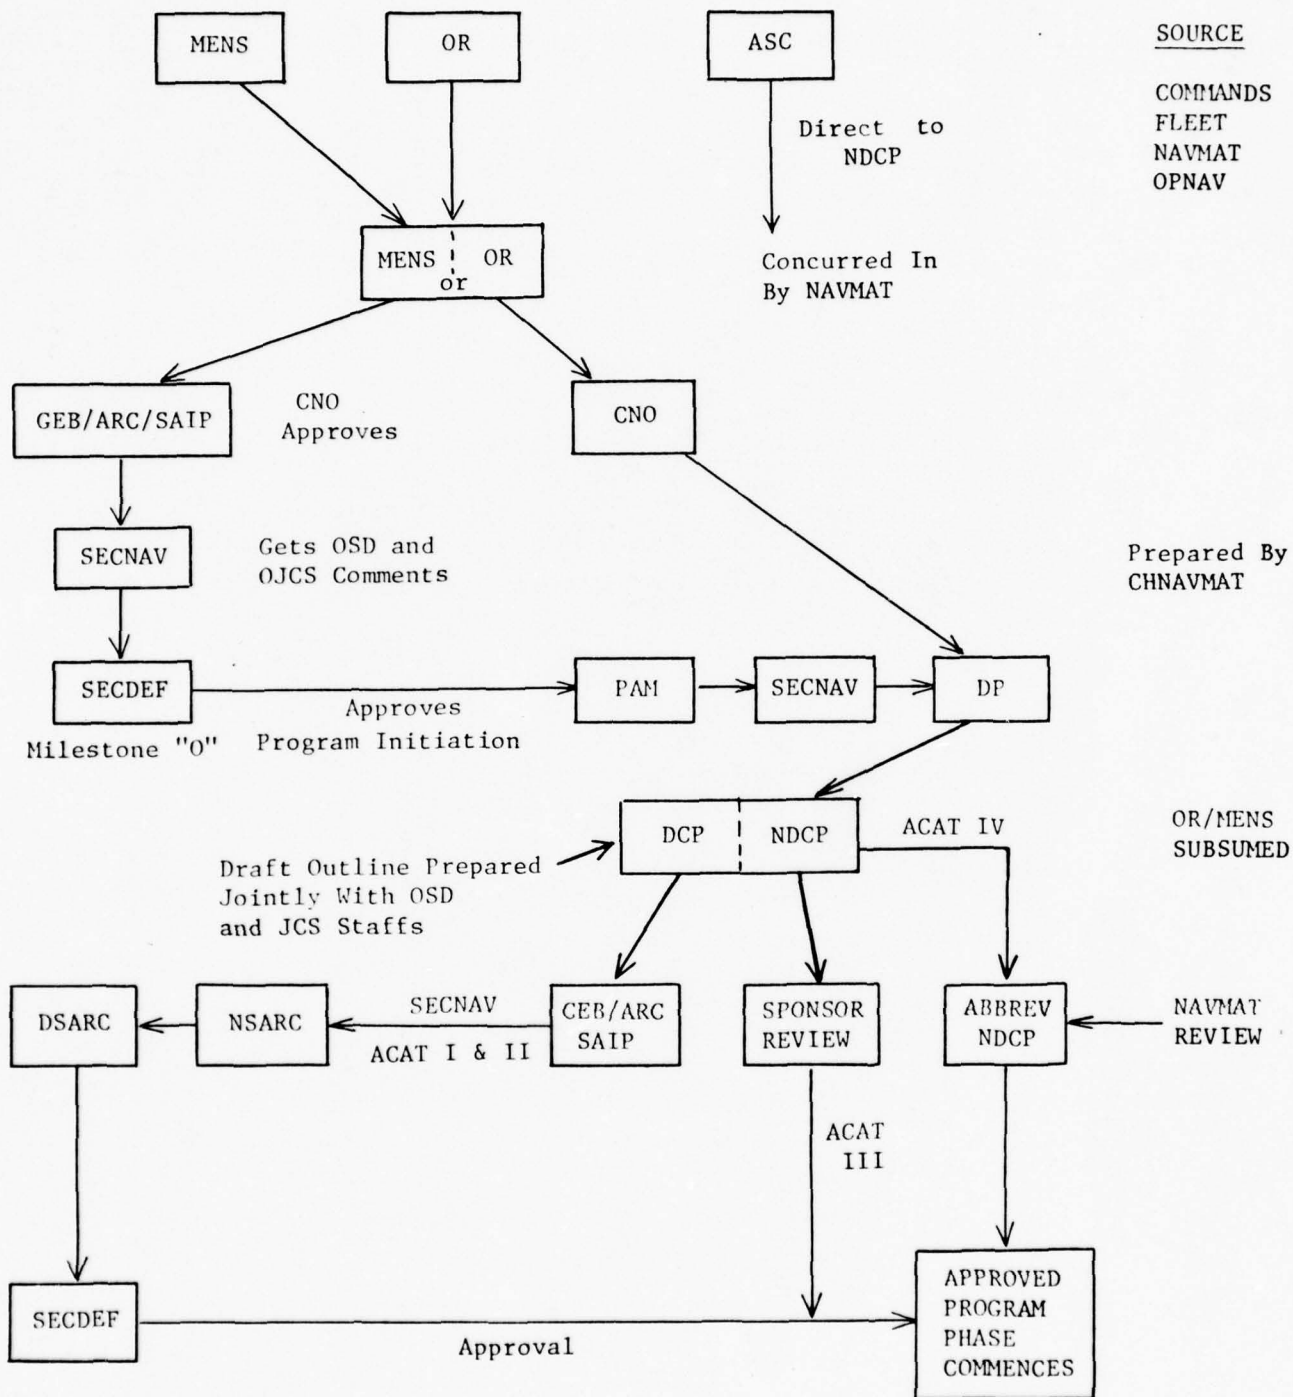 MENS
OR
ASC
SOURCE
COMMANDS
FLEET
NAVMAT
OPNAV
Direct to
NDCP
MENS OR
or
Concurred In
By NAVMAT
GEB/ARC/SAIP
CNO
Approves
CNO
SECNAV
Gets OSD and
OJCS Comments
Prepared By
CHNAVMAT
SECDEF
Approves
Program Initiation
Milestone "O"
PAM
SECNAV
DP
DCP
NDCP
ACAT IV
OR/MENS
SUBSUMED
Draft Outline Prepared
Jointly With OSD
and JCS Staffs
DSARC
NSARC
SECNAV
ACAT I & II
CEB/ARC
SAIP
SPONSOR
REVIEW
ABBREV
NDCP
NAVMAT
REVIEW
ACAT
III
SECDEF
Approval
APPROVED
PROGRAM
PHASE
COMMENCES